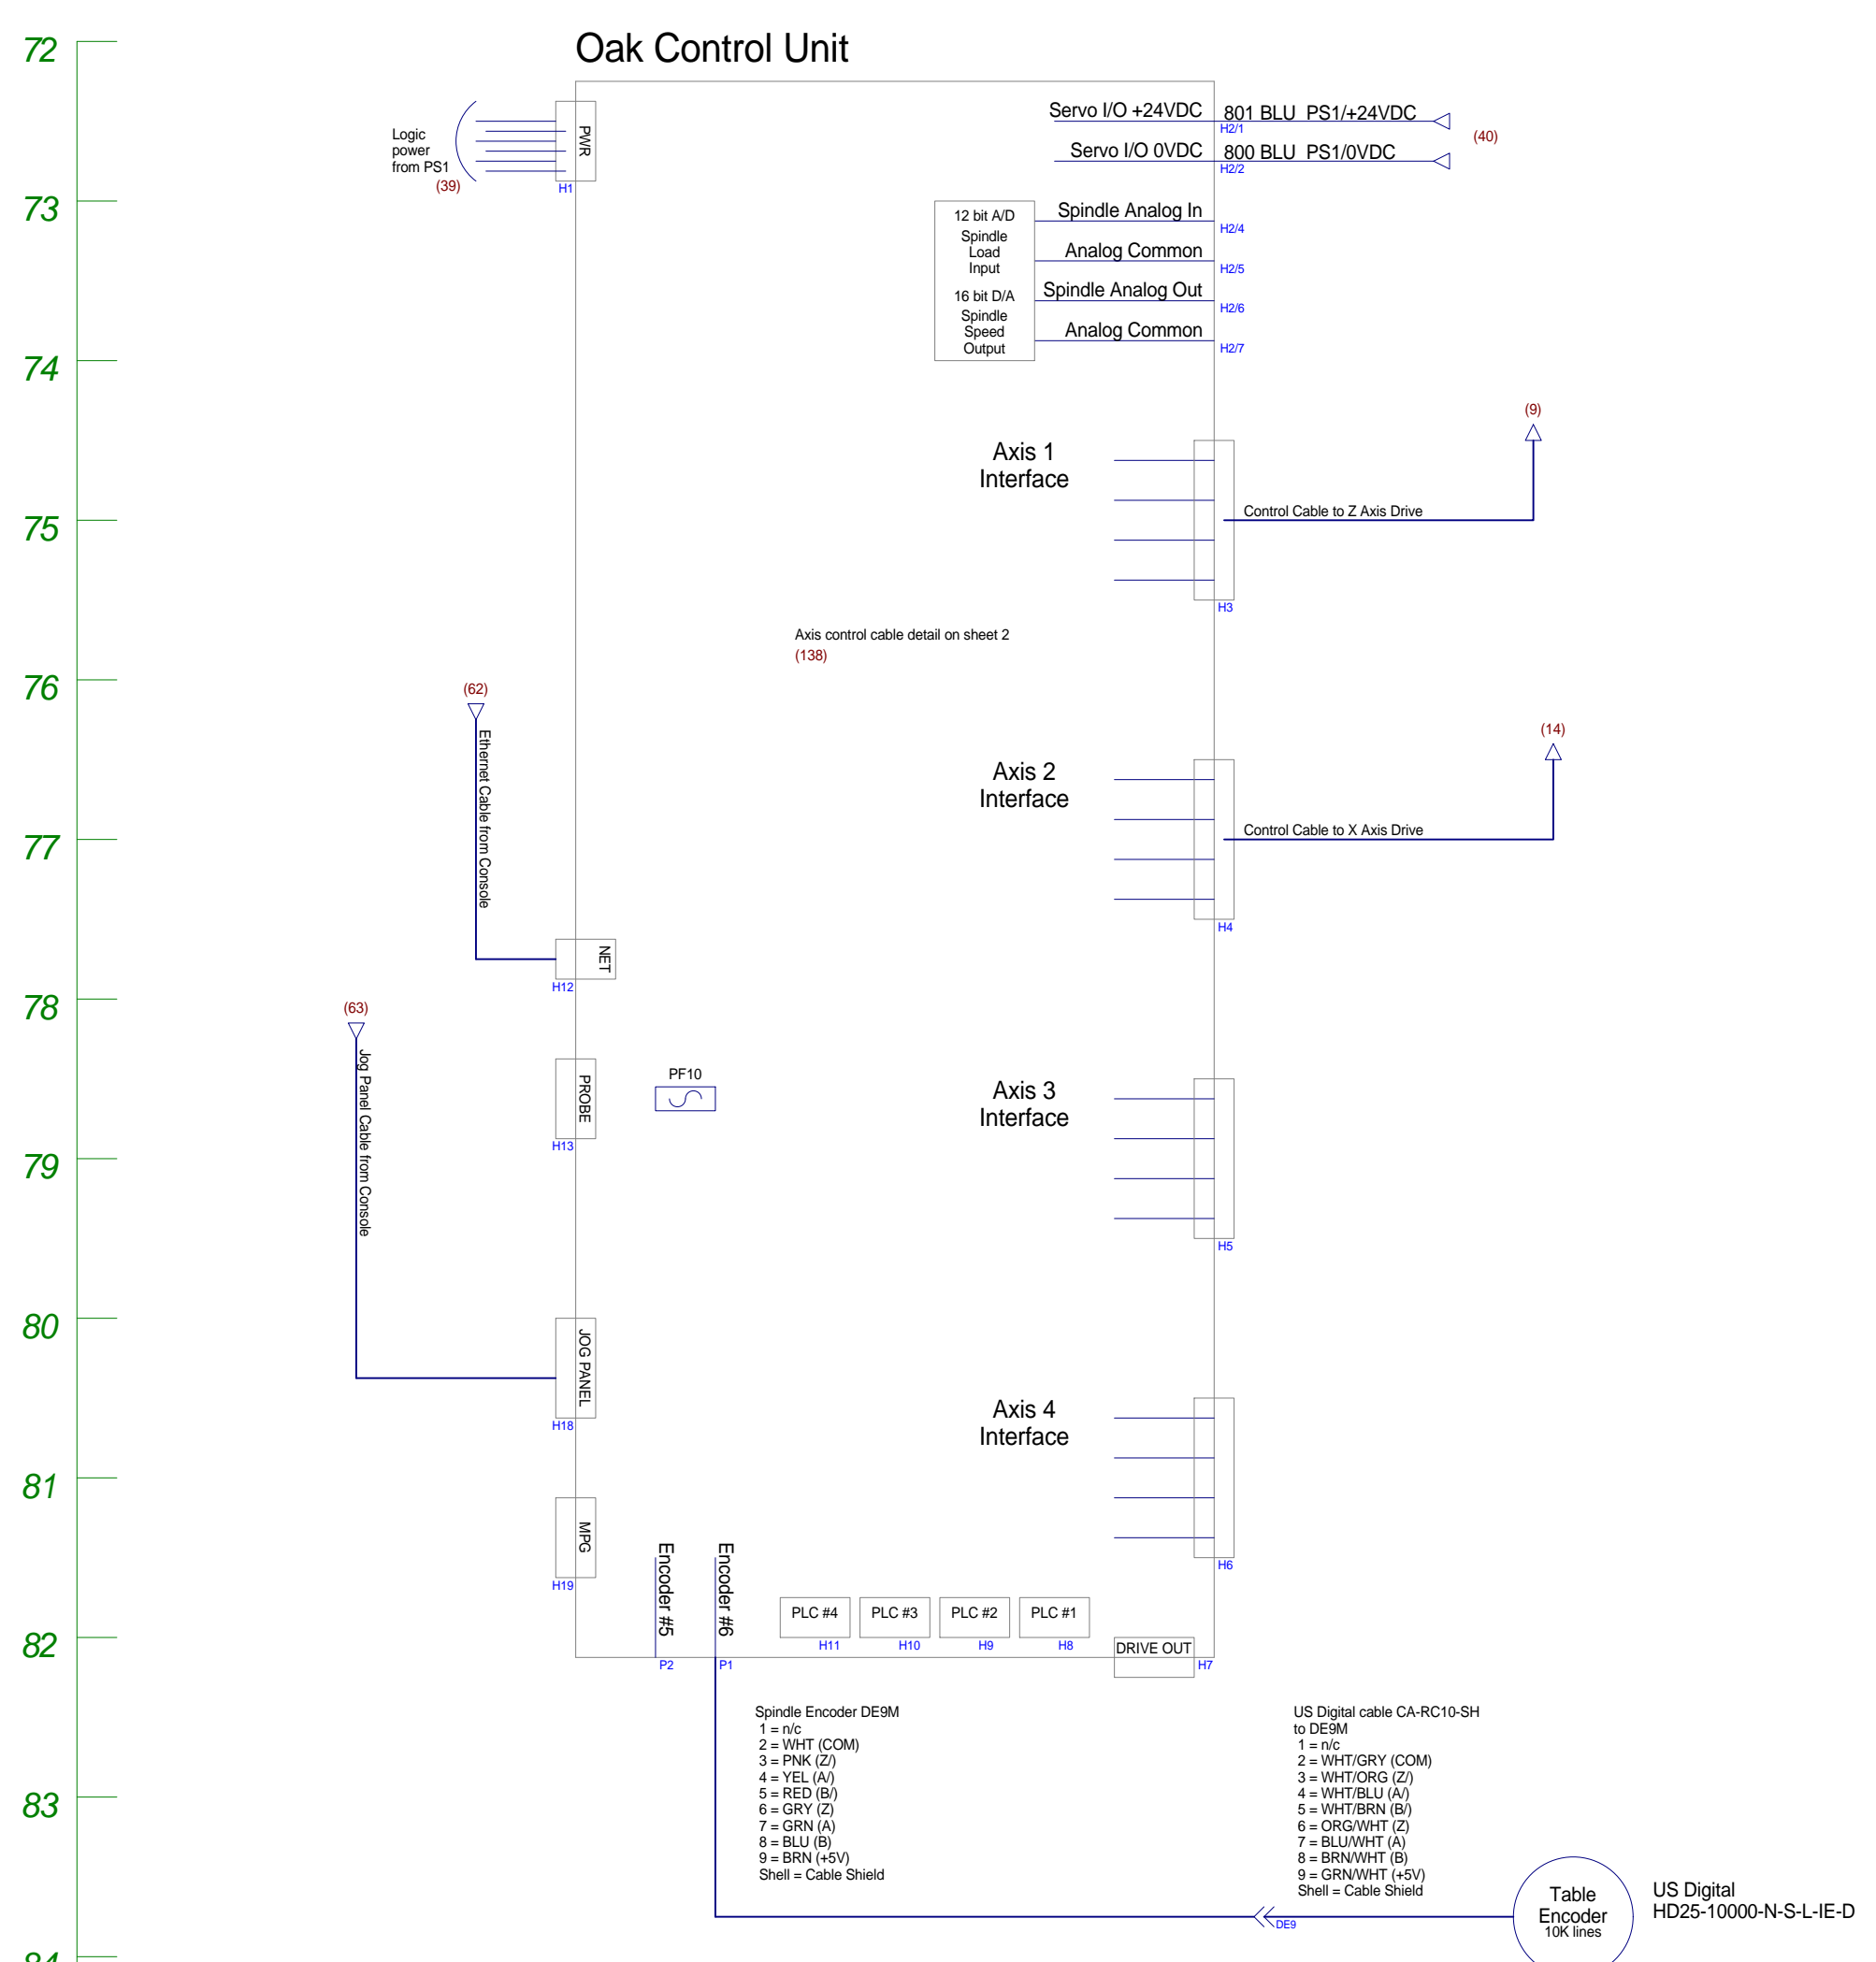 Oak Control Unit
72
73
74
75
76
77
78
79
80
81
82
83
84
Logic
power
from PS1
(39)
PWR
H1
Servo I/O +24VDC
801 BLU PS1/+24VDC
H2/1
(40)
Servo I/O 0VDC
800 BLU PS1/0VDC
H2/2
12 bit A/D
Spindle
Load
Input
16 bit D/A
Spindle
Speed
Output
Spindle Analog In
H2/4
Analog Common
H2/5
Spindle Analog Out
H2/6
Analog Common
H2/7
Axis 1
Interface
(9)
Control Cable to Z Axis Drive
H3
Axis control cable detail on sheet 2
(138)
(62)
Ethernet Cable from Console
NET
H12
Axis 2
Interface
(14)
Control Cable to X Axis Drive
H4
(63)
Jog Panel Cable from Console
PROBE
H13
PF10
Axis 3
Interface
H5
JOG PANEL
H18
Axis 4
Interface
H6
MPG
H19
Encoder #5
Encoder #6
P2
P1
PLC #4
H11
PLC #3
H10
PLC #2
H9
PLC #1
H8
DRIVE OUT
H7
Spindle Encoder DE9M
1 = n/c
2 = WHT (COM)
3 = PNK (Z/)
4 = YEL (A/)
5 = RED (B/)
6 = GRY (Z)
7 = GRN (A)
8 = BLU (B)
9 = BRN (+5V)
Shell = Cable Shield
US Digital cable CA-RC10-SH
to DE9M
1 = n/c
2 = WHT/GRY (COM)
3 = WHT/ORG (Z/)
4 = WHT/BLU (A/)
5 = WHT/BRN (B/)
6 = ORG/WHT (Z)
7 = BLU/WHT (A)
8 = BRN/WHT (B)
9 = GRN/WHT (+5V)
Shell = Cable Shield
DE9
Table
Encoder
10K lines
US Digital
HD25-10000-N-S-L-IE-D